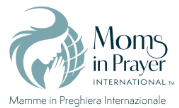 Moms
in Prayer
INTERNATIONAL™
Mamme in Preghiera Internazionale